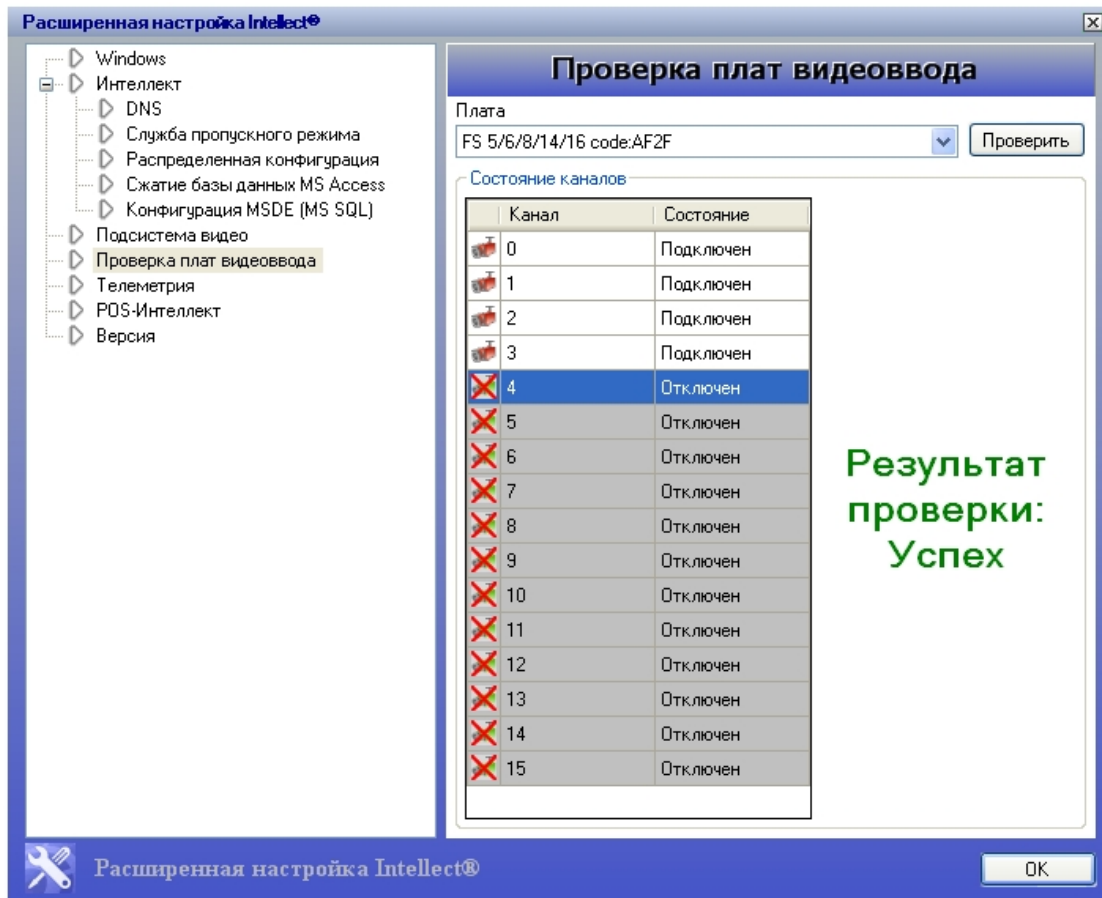 Расширенная настройка Intellect®
Windows
Интеллект
DNS
Служба пропускного режима
Распределенная конфигурация
Сжатие базы данных MS Access
Конфигурация MSDE (MS SQL)
Подсистема видео
Проверка плат видеоввода
Телеметрия
POS-Интеллект
Версия
Проверка плат видеоввода
Плата
FS 5/6/8/14/16 code:AF2F Проверить
Состояние каналов
Канал Состояние
0 Подключен
1 Подключен
2 Подключен
3 Подключен
4 Отключен
5 Отключен
6 Отключен
7 Отключен
8 Отключен
9 Отключен
10 Отключен
11 Отключен
12 Отключен
13 Отключен
14 Отключен
15 Отключен
Результат
проверки:
Успех
Расширенная настройка Intellect®
OK